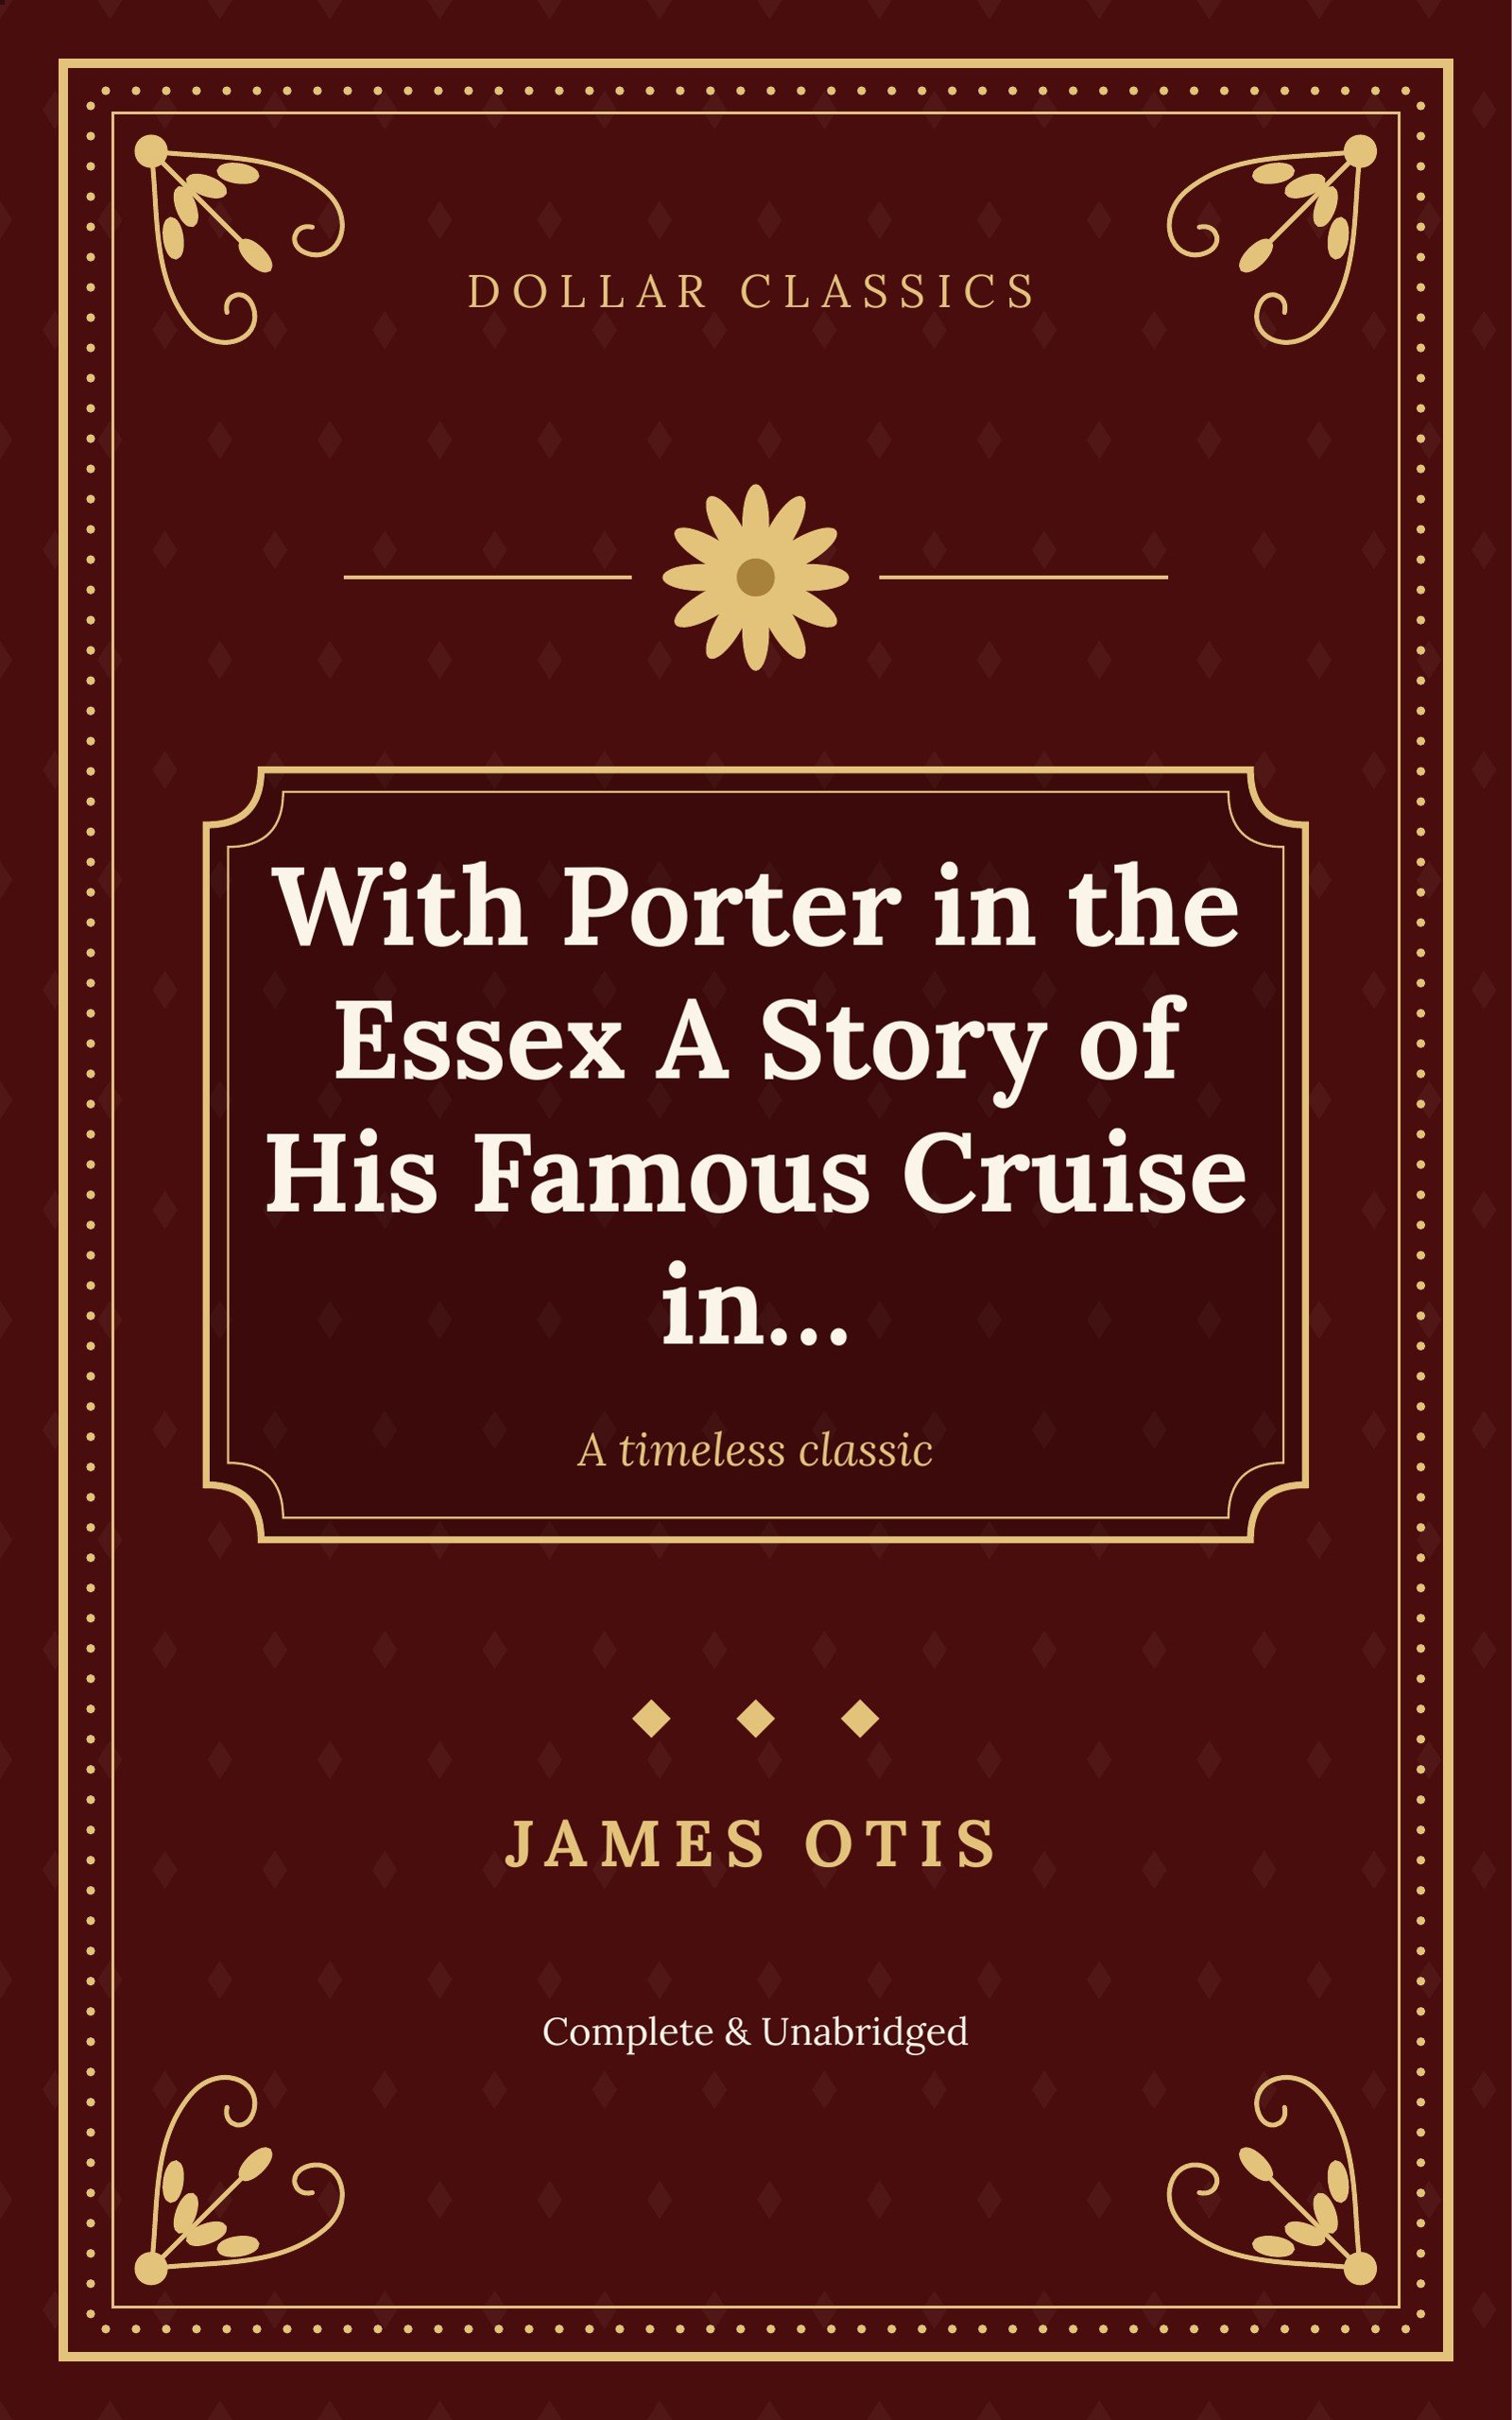 DOLLAR CLASSICS
With Porter in the
Essex A Story of
His Famous Cruise
in...
A timeless classic
JAMES OTIS
Complete & Unabridged